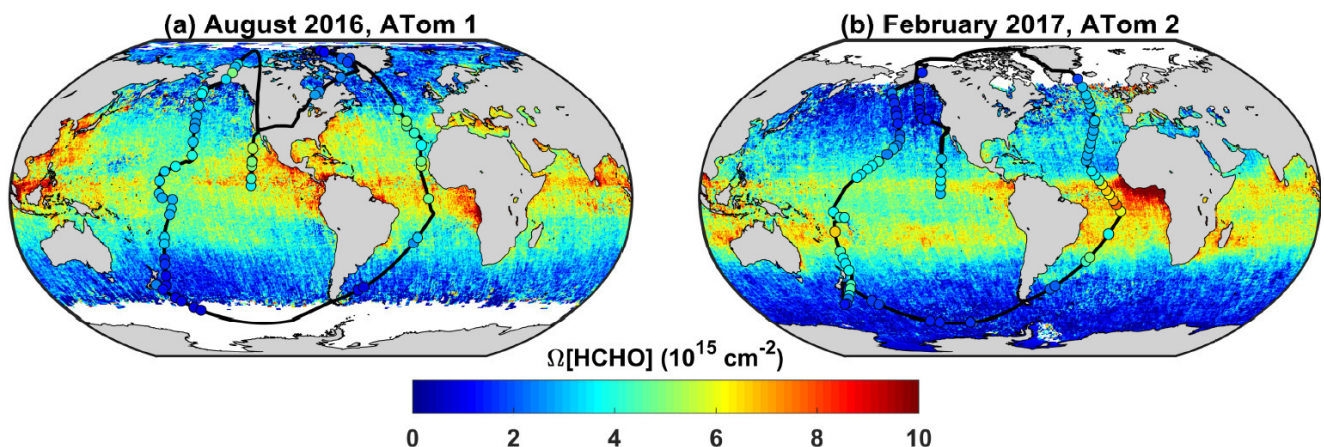 (a) August 2016, ATom 1
(b) February 2017, ATom 2
Ω[HCHO] (10¹⁵ cm⁻²)
0 2 4 6 8 10